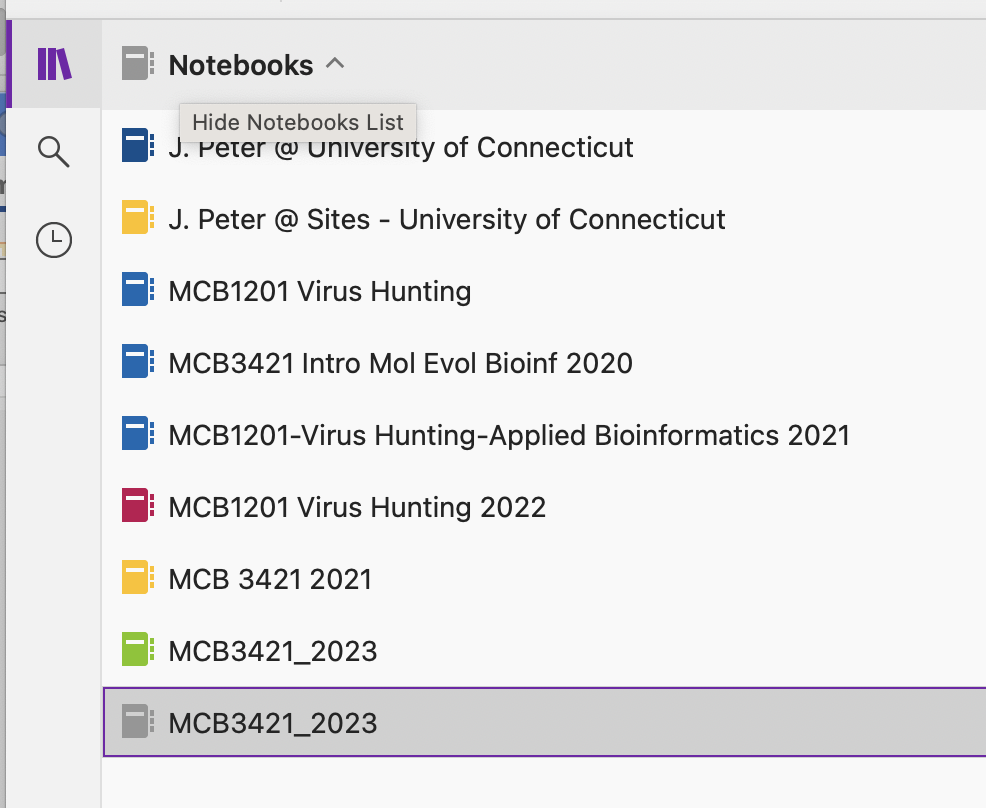 Notebooks
Hide Notebooks List
J. Peter @ University of Connecticut
J. Peter @ Sites - University of Connecticut
MCB1201 Virus Hunting
MCB3421 Intro Mol Evol Bioinf 2020
MCB1201-Virus Hunting-Applied Bioinformatics 2021
MCB1201 Virus Hunting 2022
MCB 3421 2021
MCB3421_2023
MCB3421_2023